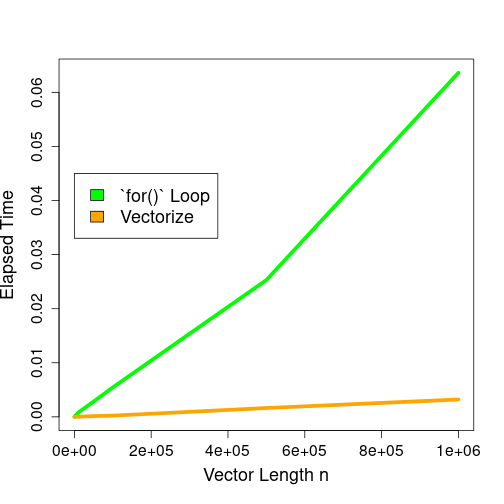 0.06
0.05
0.04
0.03
0.02
0.01
0.00
Elapsed Time
`for()` Loop
Vectorize
0e+00 2e+05 4e+05 6e+05 8e+05 1e+06
Vector Length n